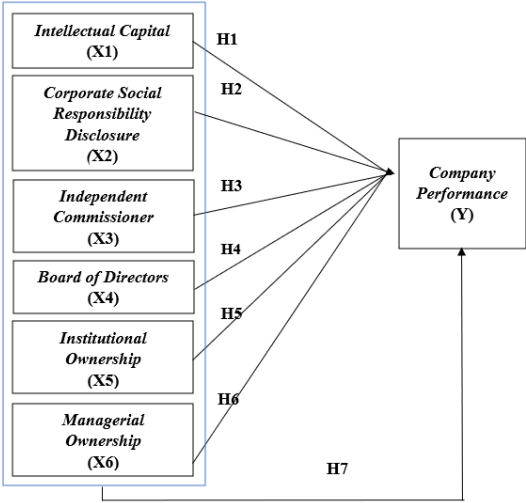 Intellectual Capital
(X1)
H1
Corporate Social
Responsibility
Disclosure
(X2)
H2
Independent
Commissioner
(X3)
H3
Board of Directors
(X4)
H4
Institutional
Ownership
(X5)
H5
Managerial
Ownership
(X6)
H6
Company
Performance
(Y)
H7